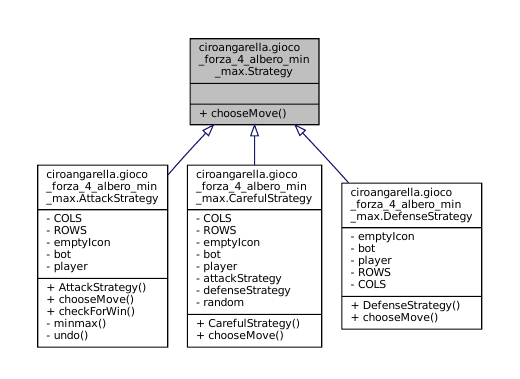 ciroangarella.gioco
_forza_4_albero_min
_max.Strategy
+ chooseMove()
ciroangarella.gioco
_forza_4_albero_min
_max.AttackStrategy
- COLS
- ROWS
- emptyIcon
- bot
- player
+ AttackStrategy()
+ chooseMove()
+ checkForWin()
- minmax()
- undo()
ciroangarella.gioco
_forza_4_albero_min
_max.CarefulStrategy
- COLS
- ROWS
- emptyIcon
- bot
- player
- attackStrategy
- defenseStrategy
- random
+ CarefulStrategy()
+ chooseMove()
ciroangarella.gioco
_forza_4_albero_min
_max.DefenseStrategy
- emptyIcon
- bot
- player
- ROWS
- COLS
+ DefenseStrategy()
+ chooseMove()